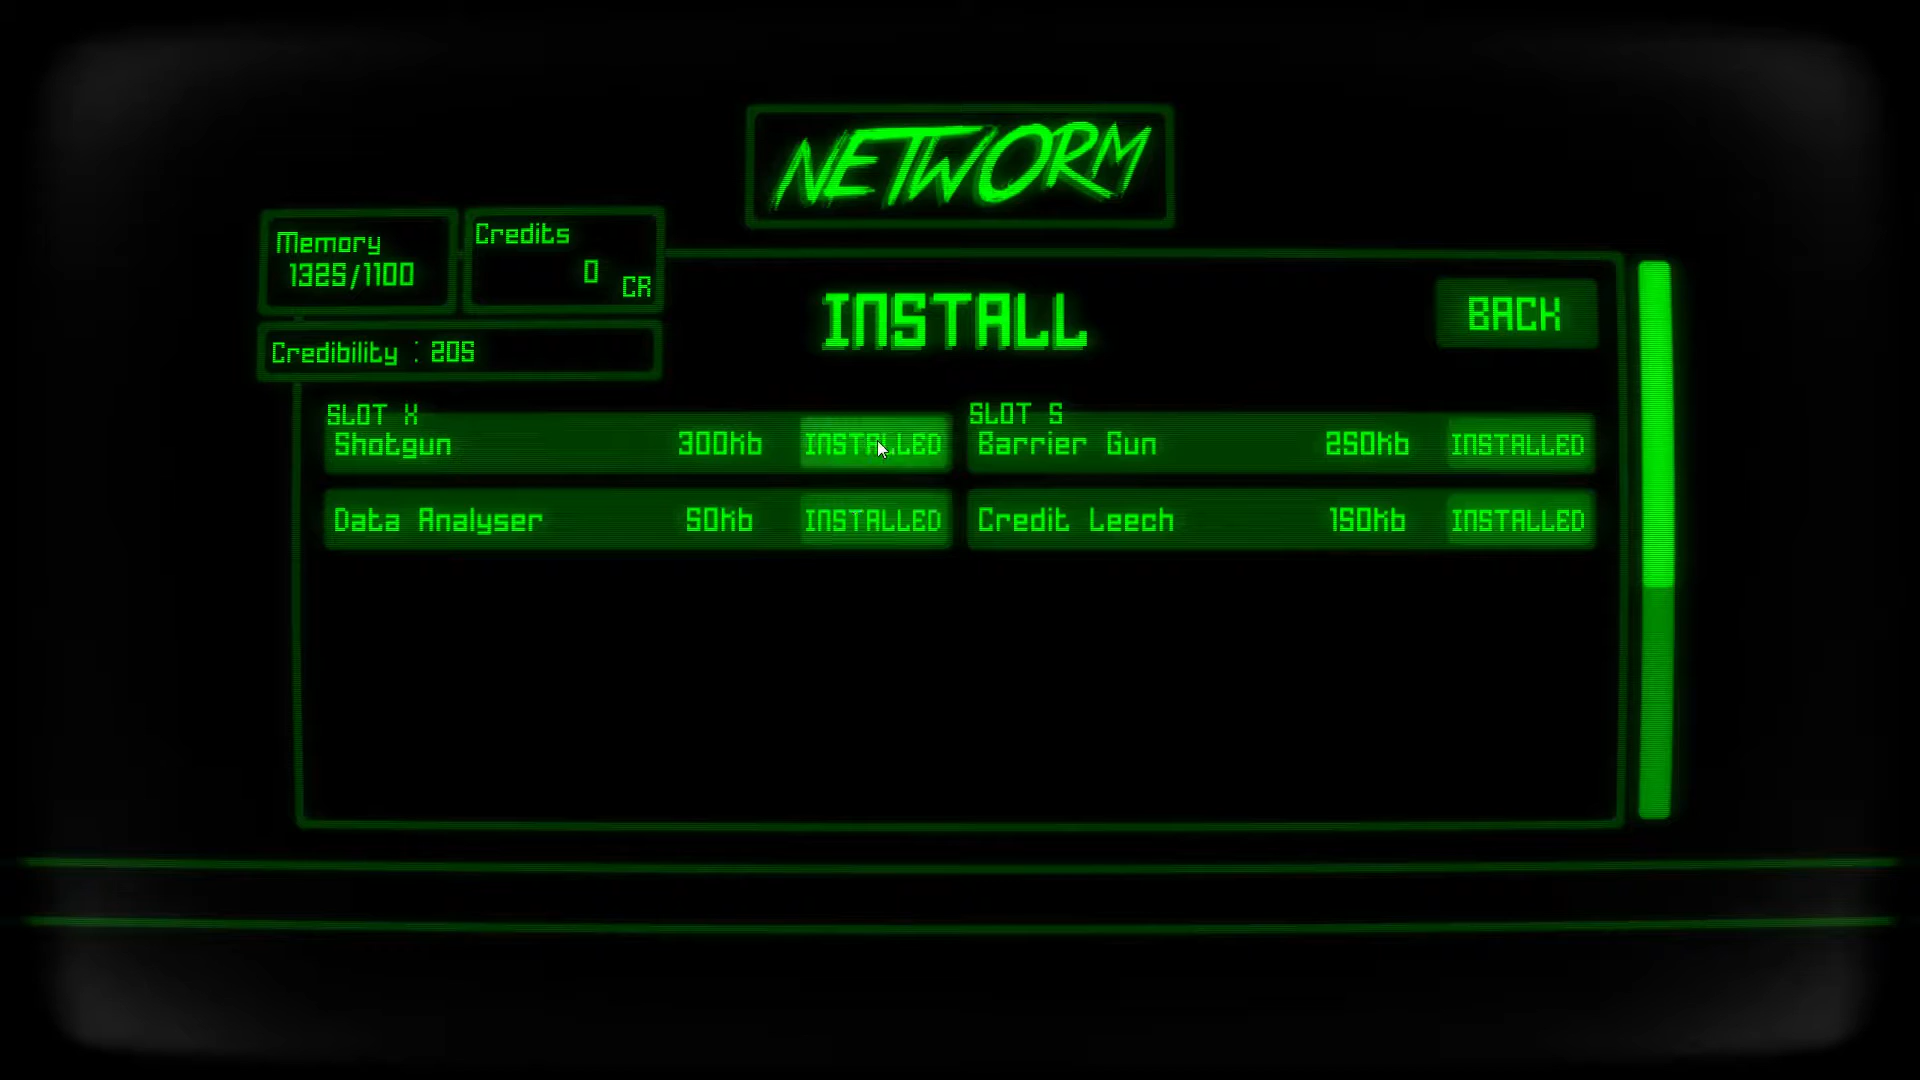 NETWORM
Memory
1325/1100
Credits
0
CR
Credibility : 205
INSTALL
BACK
SLOT X
Shotgun 300kb INSTALLED
SLOT S
Barrier Gun 250kb INSTALLED
Data Analyser 50kb INSTALLED
Credit Leech 150kb INSTALLED